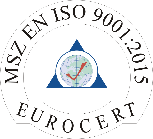 MSZ EN ISO 9001:2015
EUROCERT